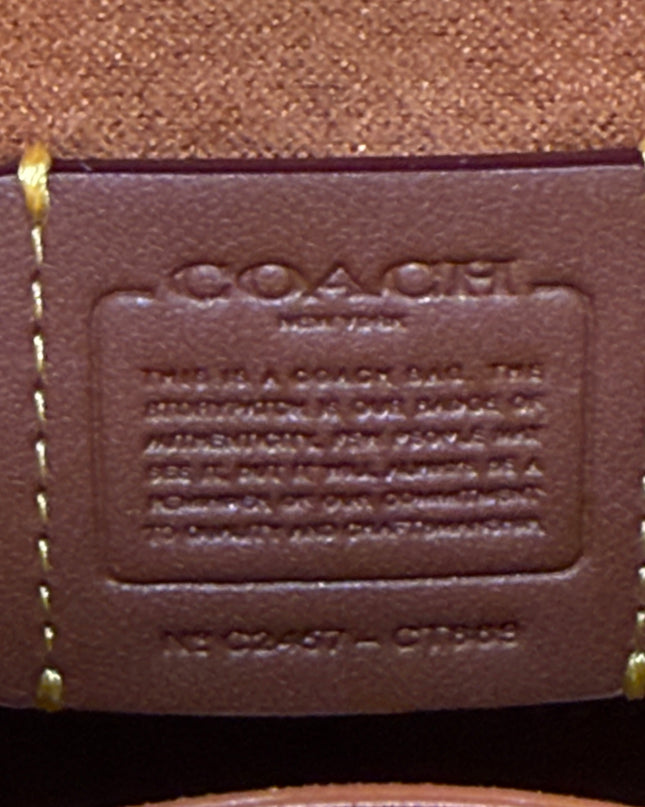 COACH
NEW YORK
THIS IS A COACH BAG. THE
STORYPATCH IS OUR BADGE OF
AUTHENTICITY. FEW PEOPLE MAY
SEE IT, BUT IT WILL ALWAYS BE A
REMINDER OF OUR COMMITMENT
TO QUALITY AND CRAFTSMANSHIP.
Nº